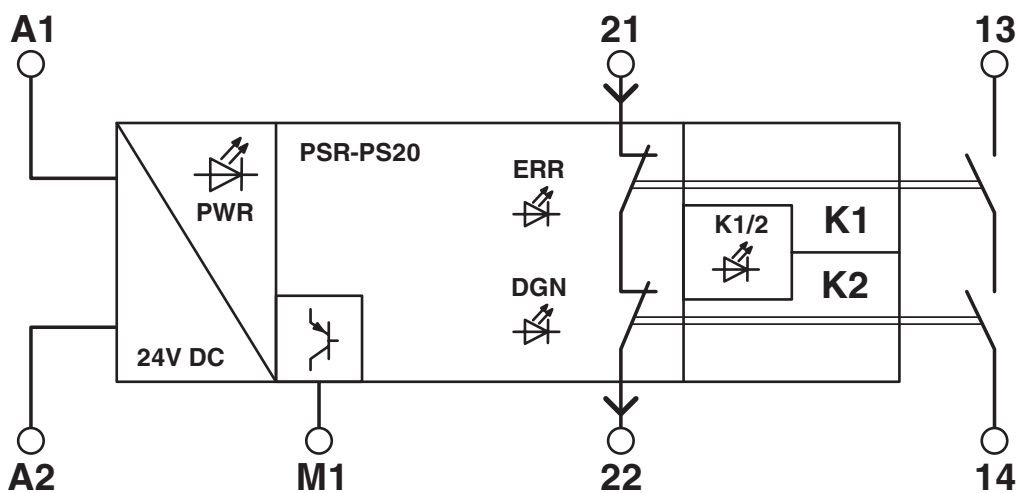 A1
21
13
PSR-PS20
ERR
PWR
K1/2
K1
DGN
K2
24V DC
A2
M1
22
14